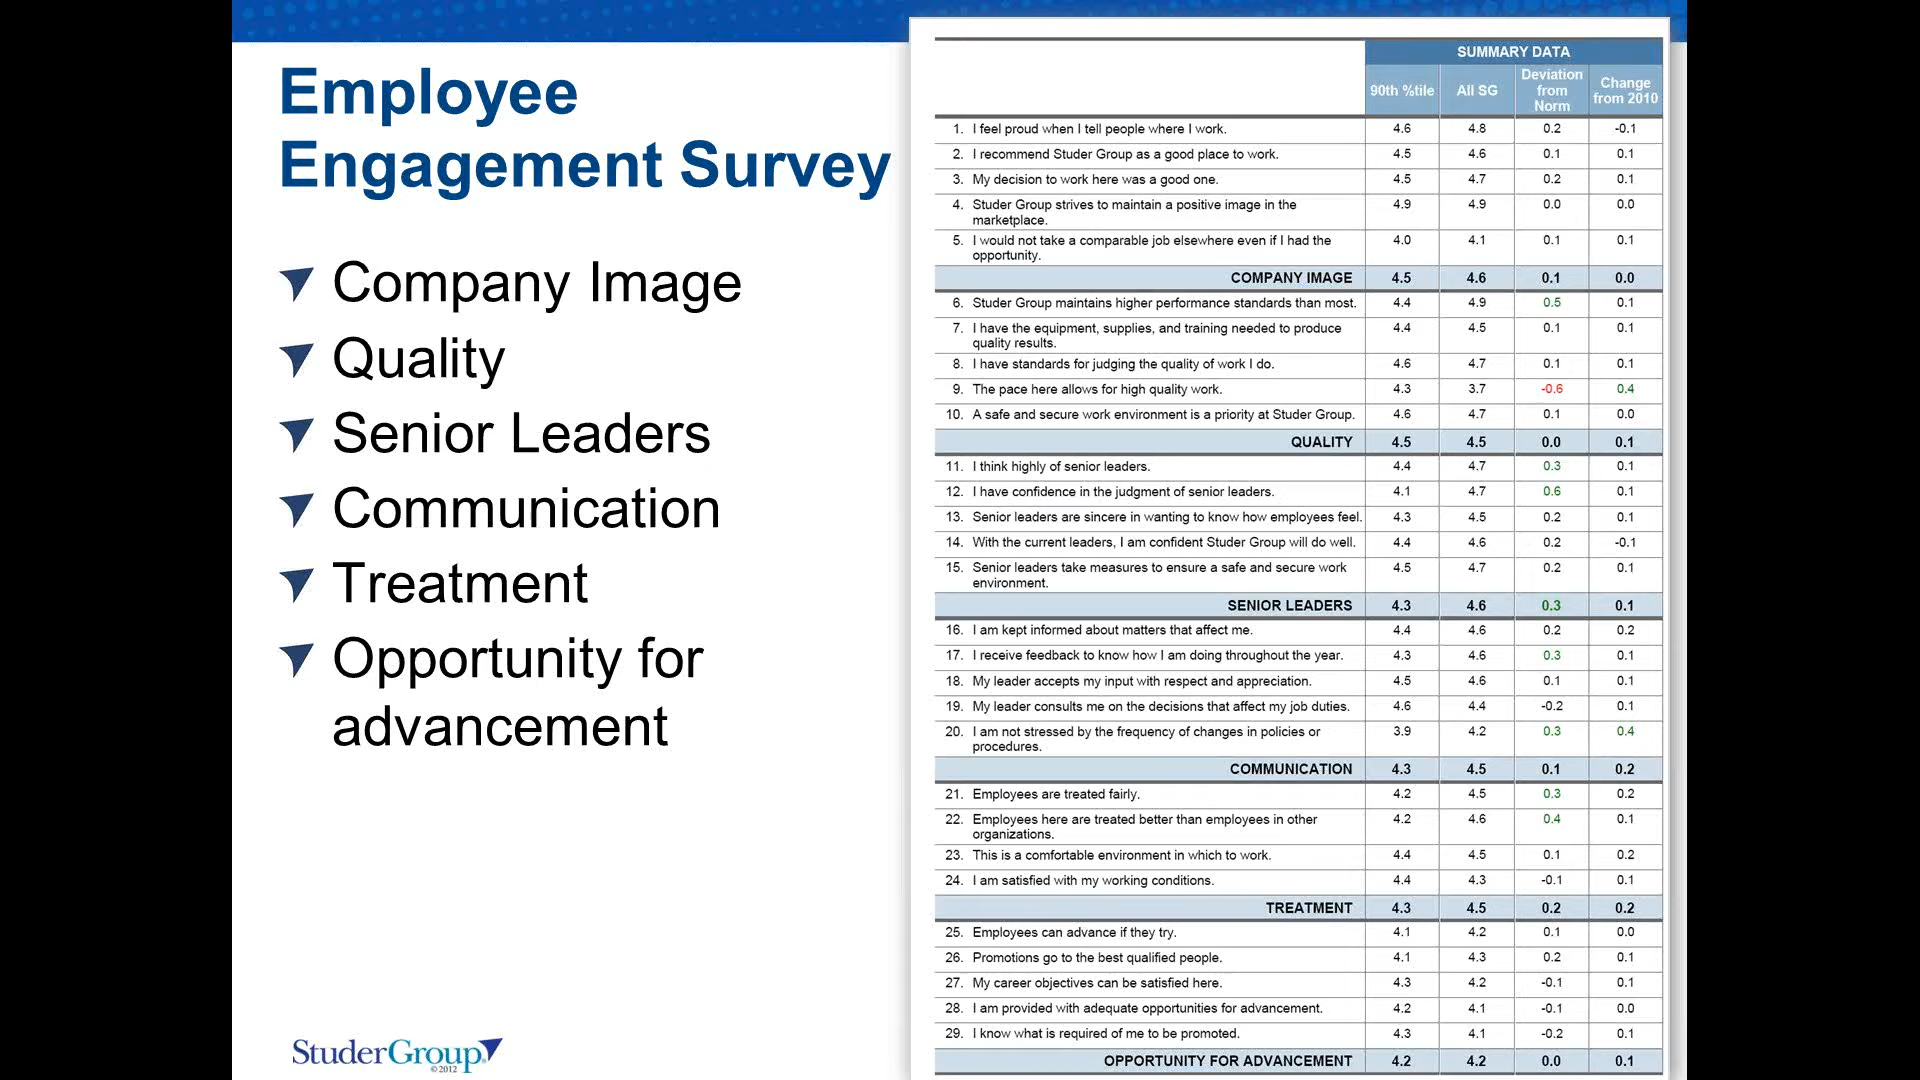 Employee
Engagement Survey
Company Image
Quality
Senior Leaders
Communication
Treatment
Opportunity for
advancement
StuderGroup
© 2012
SUMMARY DATA
90th %tile All SG Deviation from Norm Change from 2010
1. I feel proud when I tell people where I work. 4.6 4.8 0.2 -0.1
2. I recommend Studer Group as a good place to work. 4.5 4.6 0.1 0.1
3. My decision to work here was a good one. 4.5 4.7 0.2 0.1
4. Studer Group strives to maintain a positive image in the 4.9 4.9 0.0 0.0
marketplace.
5. I would not take a comparable job elsewhere even if I had the 4.0 4.1 0.1 0.1
opportunity.
COMPANY IMAGE 4.5 4.6 0.1 0.0
6. Studer Group maintains higher performance standards than most. 4.4 4.9 0.5 0.1
7. I have the equipment, supplies, and training needed to produce 4.4 4.5 0.1 0.1
quality results.
8. I have standards for judging the quality of work I do. 4.6 4.7 0.1 0.1
9. The pace here allows for high quality work. 4.3 3.7 -0.6 0.4
10. A safe and secure work environment is a priority at Studer Group. 4.6 4.7 0.1 0.0
QUALITY 4.5 4.5 0.0 0.1
11. I think highly of senior leaders. 4.4 4.7 0.3 0.1
12. I have confidence in the judgment of senior leaders. 4.1 4.7 0.6 0.1
13. Senior leaders are sincere in wanting to know how employees feel. 4.3 4.5 0.2 0.1
14. With the current leaders, I am confident Studer Group will do well. 4.4 4.6 0.2 -0.1
15. Senior leaders take measures to ensure a safe and secure work 4.5 4.7 0.2 0.1
environment.
SENIOR LEADERS 4.3 4.6 0.3 0.1
16. I am kept informed about matters that affect me. 4.4 4.6 0.2 0.2
17. I receive feedback to know how I am doing throughout the year. 4.3 4.6 0.3 0.1
18. My leader accepts my input with respect and appreciation. 4.5 4.6 0.1 0.1
19. My leader consults me on the decisions that affect my job duties. 4.6 4.4 -0.2 0.1
20. I am not stressed by the frequency of changes in policies or 3.9 4.2 0.3 0.4
procedures.
COMMUNICATION 4.3 4.5 0.1 0.2
21. Employees are treated fairly. 4.2 4.5 0.3 0.2
22. Employees here are treated better than employees in other 4.2 4.6 0.4 0.1
organizations.
23. This is a comfortable environment in which to work. 4.4 4.5 0.1 0.2
24. I am satisfied with my working conditions. 4.4 4.3 -0.1 0.1
TREATMENT 4.3 4.5 0.2 0.2
25. Employees can advance if they try. 4.1 4.2 0.1 0.0
26. Promotions go to the best qualified people. 4.1 4.3 0.2 0.1
27. My career objectives can be satisfied here. 4.3 4.2 -0.1 0.1
28. I am provided with adequate opportunities for advancement. 4.2 4.1 -0.1 0.0
29. I know what is required of me to be promoted. 4.3 4.1 -0.2 0.1
OPPORTUNITY FOR ADVANCEMENT 4.2 4.2 0.0 0.1